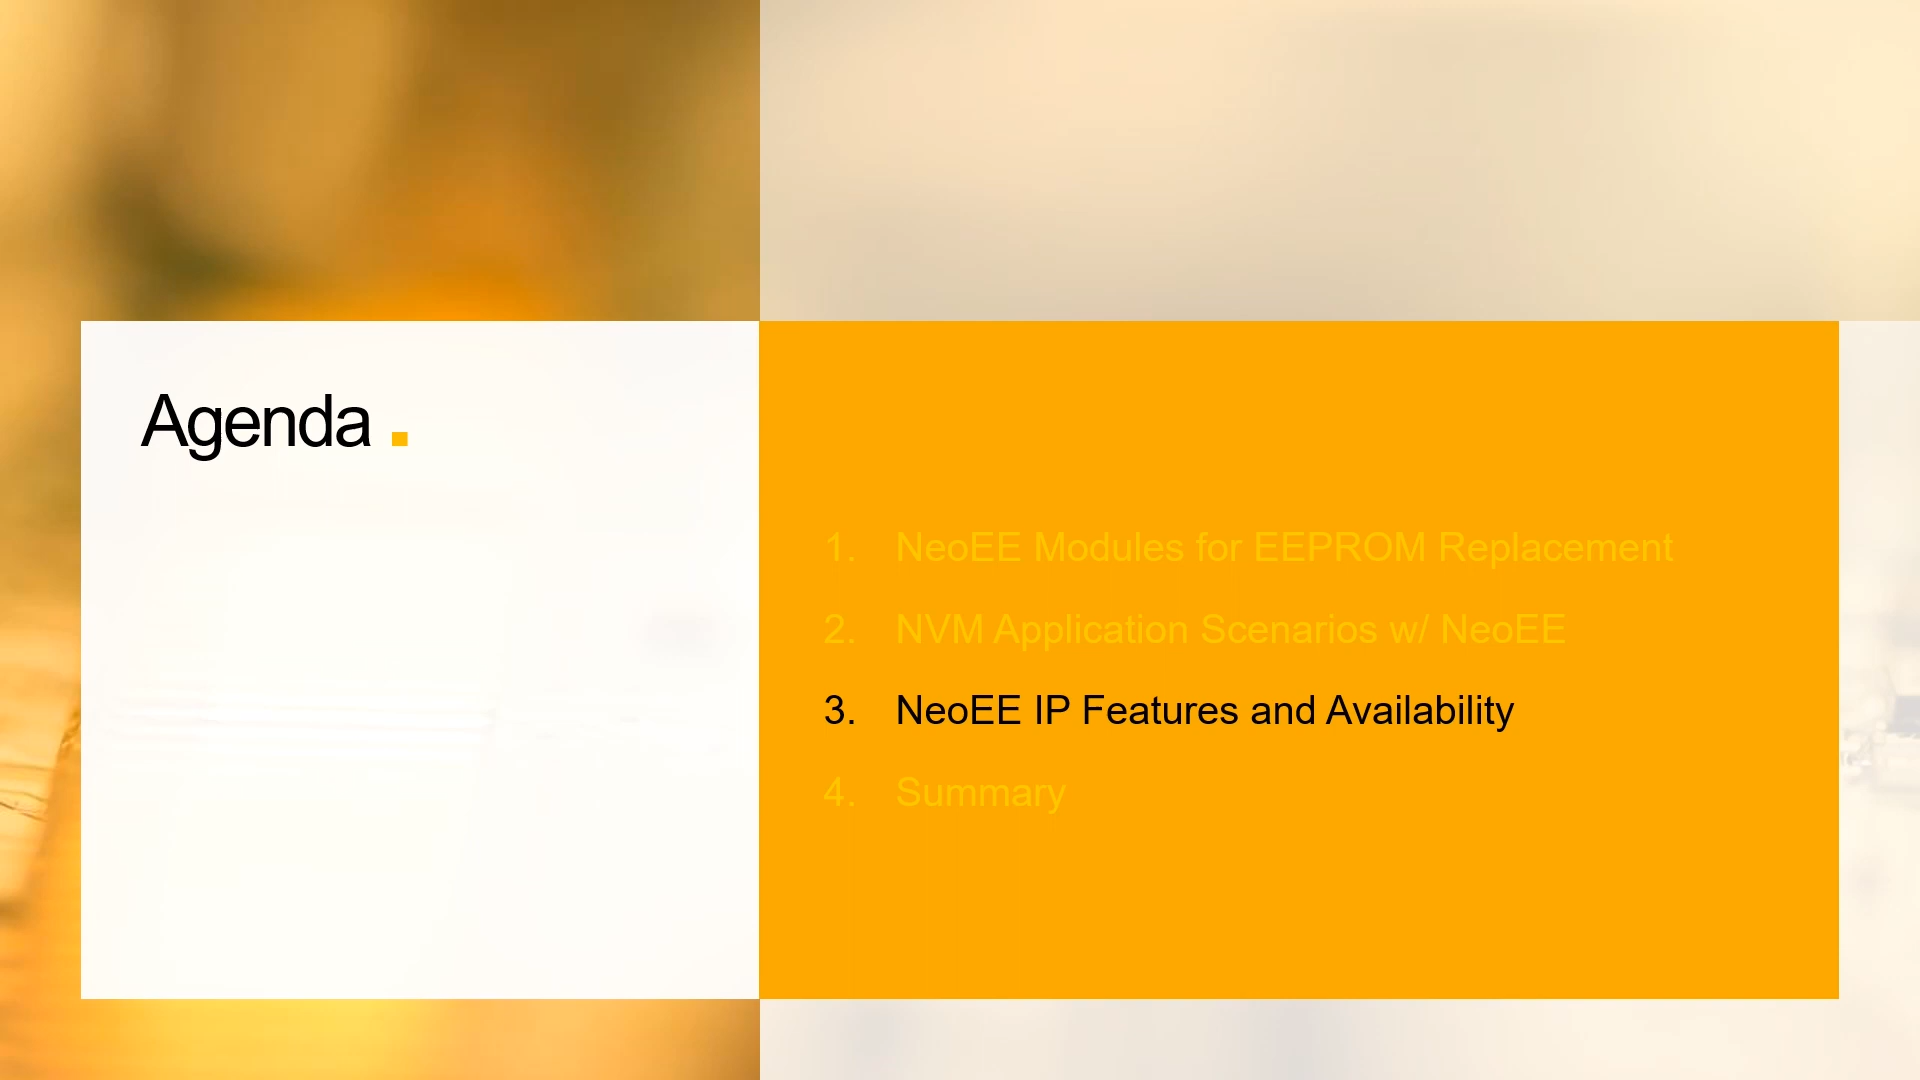 Agenda .
1. NeoEE Modules for EEPROM Replacement
2. NVM Application Scenarios w/ NeoEE
3. NeoEE IP Features and Availability
4. Summary